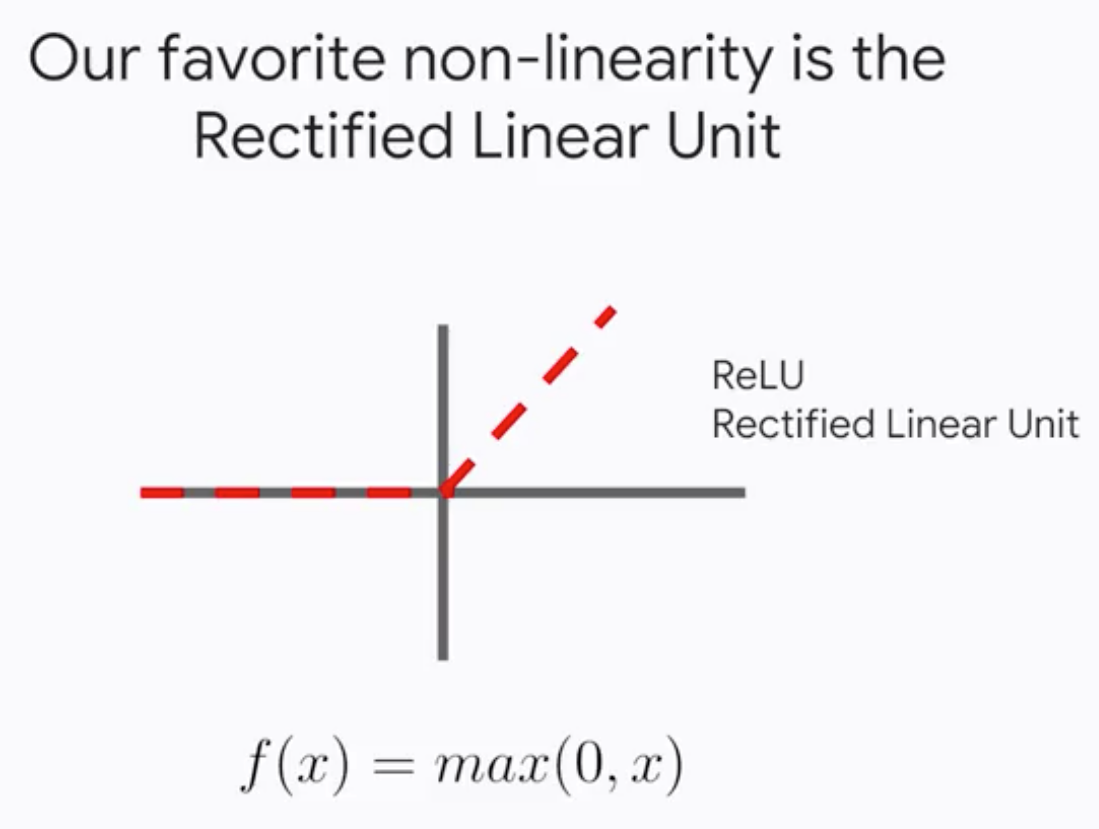 Our favorite non-linearity is the
Rectified Linear Unit
ReLU
Rectified Linear Unit
f(x) = max(0, x)